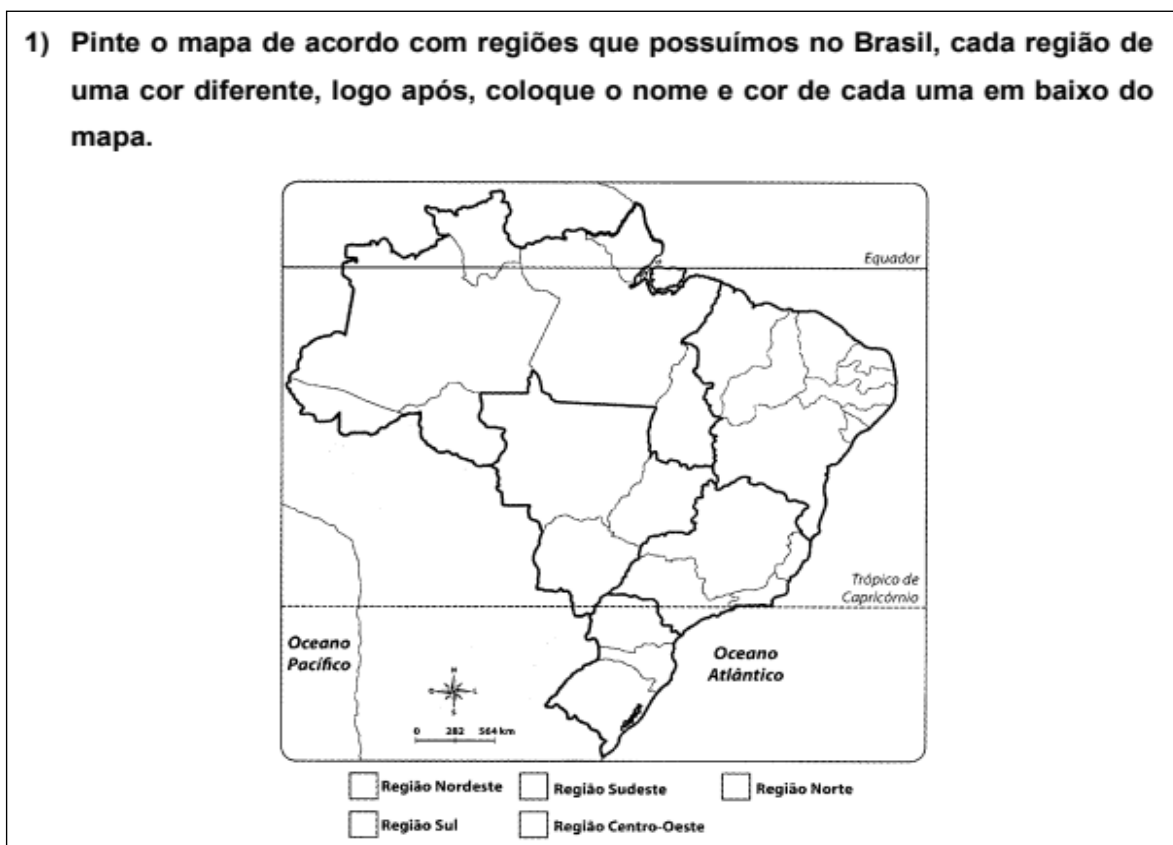 1) Pinte o mapa de acordo com regiões que possuímos no Brasil, cada região de
uma cor diferente, logo após, coloque o nome e cor de cada uma em baixo do
mapa.
Equador
Trópico de
Capricórnio
Oceano
Pacífico
Oceano
Atlântico
N
O L
S
0 282 564 km
Região Nordeste Região Sudeste Região Norte
Região Sul Região Centro-Oeste